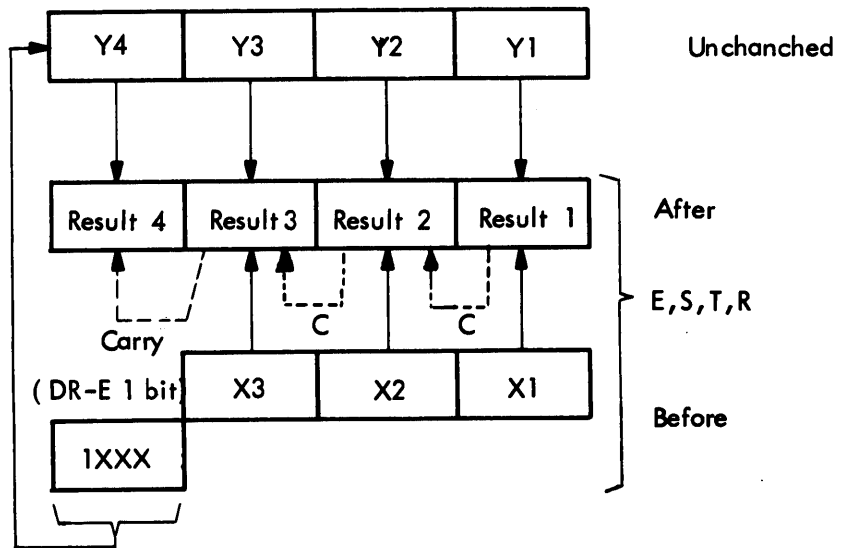 Y4 Y3 Y2 Y1 Unchanched
Result 4 Result 3 Result 2 Result 1 After
E,S,T,R
Carry C C
(DR-E 1 bit) X3 X2 X1 Before
1XXX